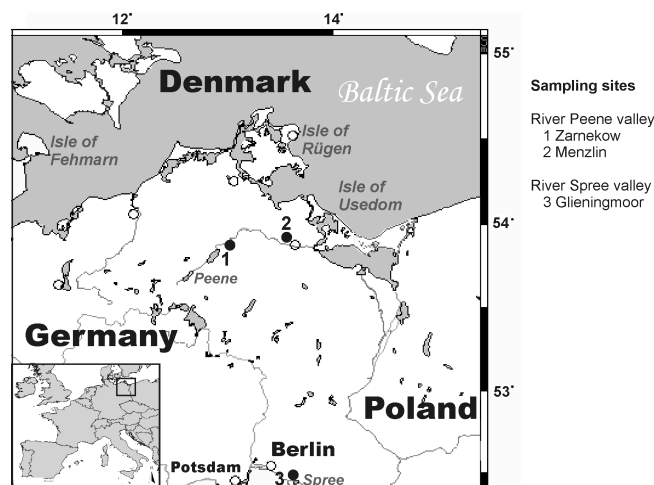 12°
14°
55°
Denmark
Baltic Sea
Sampling sites
River Peene valley
1 Zarnekow
2 Menzlin
River Spree valley
3 Glieningmoor
Isle of
Fehmarn
Isle of
Rügen
Isle of
Usedom
54°
2
1
Peene
Germany
53°
Poland
Berlin
Potsdam
3
Spree